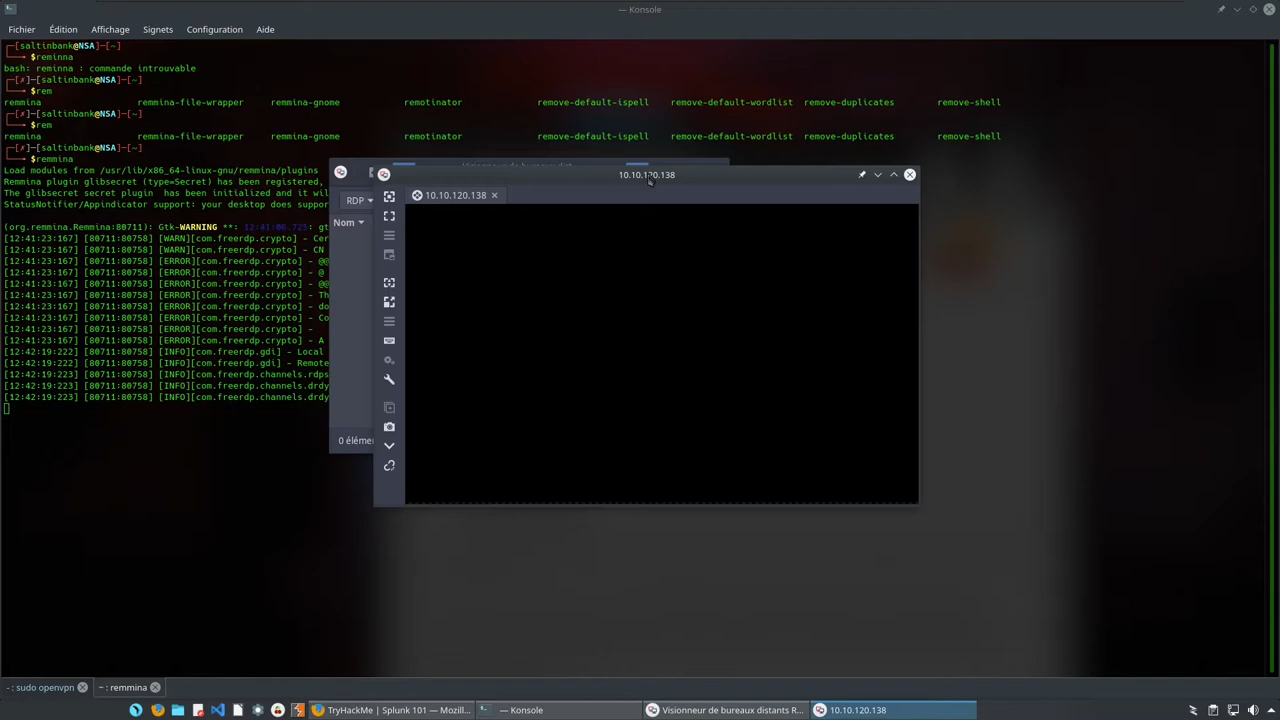 — Konsole
Fichier Édition Affichage Signets Configuration Aide
┌─[saltinbank@NSA]─[~]
└──╼ $reminna
bash: reminna : commande introuvable
┌─[✗]─[saltinbank@NSA]─[~]
└──╼ $rem
remmina remmina-file-wrapper remmina-gnome remotinator remove-default-ispell remove-default-wordlist remove-duplicates remove-shell
┌─[✗]─[saltinbank@NSA]─[~]
└──╼ $rem
remmina remmina-file-wrapper remmina-gnome remotinator remove-default-ispell remove-default-wordlist remove-duplicates remove-shell
┌─[✗]─[saltinbank@NSA]─[~]
└──╼ $remmina
Load modules from /usr/lib/x86_64-linux-gnu/remmina/plugins
Remmina plugin glibsecret (type=Secret) has been registered,
The glibsecret secret plugin has been initialized and it wil
StatusNotifier/Appindicator support: your desktop does suppor
(org.remmina.Remmina:80711): Gtk-WARNING **: 12:41:06.725: gt
[12:41:23:167] [80711:80758] [WARN][com.freerdp.crypto] - Cer
[12:41:23:167] [80711:80758] [WARN][com.freerdp.crypto] - CN
[12:41:23:167] [80711:80758] [ERROR][com.freerdp.crypto] - @@
[12:41:23:167] [80711:80758] [ERROR][com.freerdp.crypto] - @
[12:41:23:167] [80711:80758] [ERROR][com.freerdp.crypto] - @@
[12:41:23:167] [80711:80758] [ERROR][com.freerdp.crypto] - Th
[12:41:23:167] [80711:80758] [ERROR][com.freerdp.crypto] - do
[12:41:23:167] [80711:80758] [ERROR][com.freerdp.crypto] - Co
[12:41:23:167] [80711:80758] [ERROR][com.freerdp.crypto] -
[12:41:23:167] [80711:80758] [ERROR][com.freerdp.crypto] - A
[12:42:19:222] [80711:80758] [INFO][com.freerdp.gdi] - Local
[12:42:19:222] [80711:80758] [INFO][com.freerdp.gdi] - Remote
[12:42:19:223] [80711:80758] [INFO][com.freerdp.channels.rdps
[12:42:19:223] [80711:80758] [INFO][com.freerdp.channels.drdy
[12:42:19:223] [80711:80758] [INFO][com.freerdp.channels.drdy
RDP
Nom
0 éléme
10.10.120.138
10.10.120.138
~ : sudo openvpn ~ : remmina
TryHackMe | Splunk 101 — Mozill... — Konsole Visionneur de bureaux distants R... 10.10.120.138